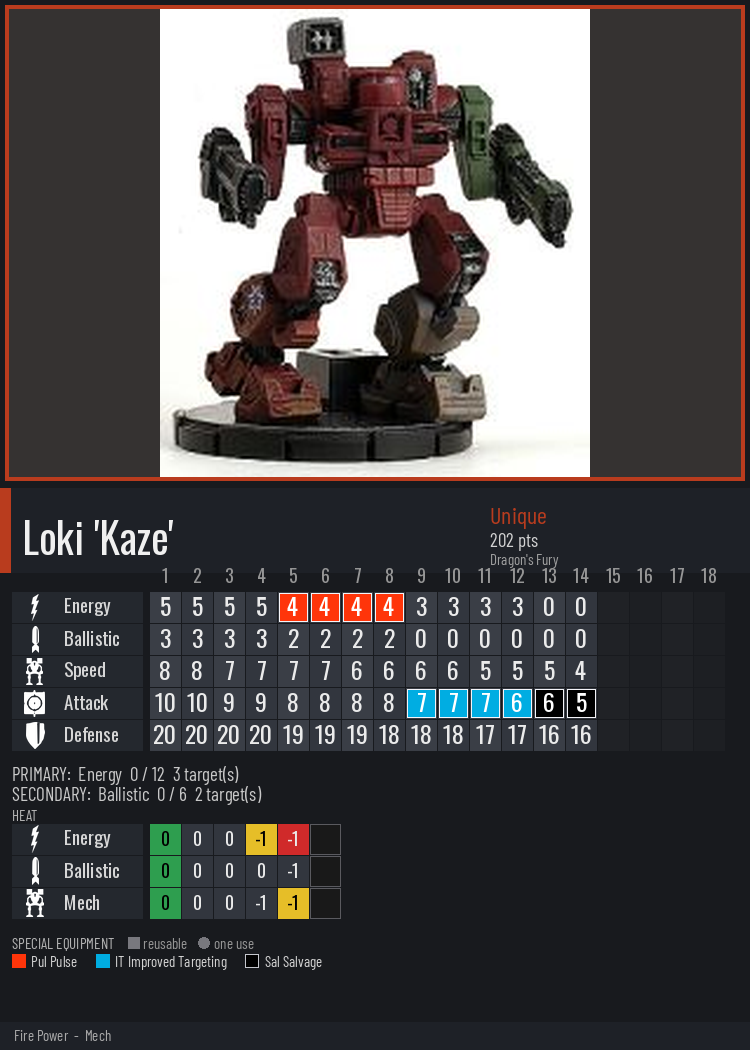 Loki 'Kaze'
Unique
202 pts
Dragon's Fury
1 2 3 4 5 6 7 8 9 10 11 12 13 14 15 16 17 18
Energy 5 5 5 5 4 4 4 4 3 3 3 3 0 0
Ballistic 3 3 3 3 2 2 2 2 0 0 0 0 0 0
Speed 8 8 7 7 7 7 6 6 6 6 5 5 5 4
Attack 10 10 9 9 8 8 8 8 7 7 7 6 6 5
Defense 20 20 20 20 19 19 19 18 18 18 17 17 16 16
PRIMARY: Energy 0 / 12 3 target(s)
SECONDARY: Ballistic 0 / 6 2 target(s)
HEAT
Energy 0 0 0 -1 -1
Ballistic 0 0 0 0 -1
Mech 0 0 0 -1 -1
SPECIAL EQUIPMENT reusable one use
Pul Pulse IT Improved Targeting Sal Salvage
Fire Power - Mech